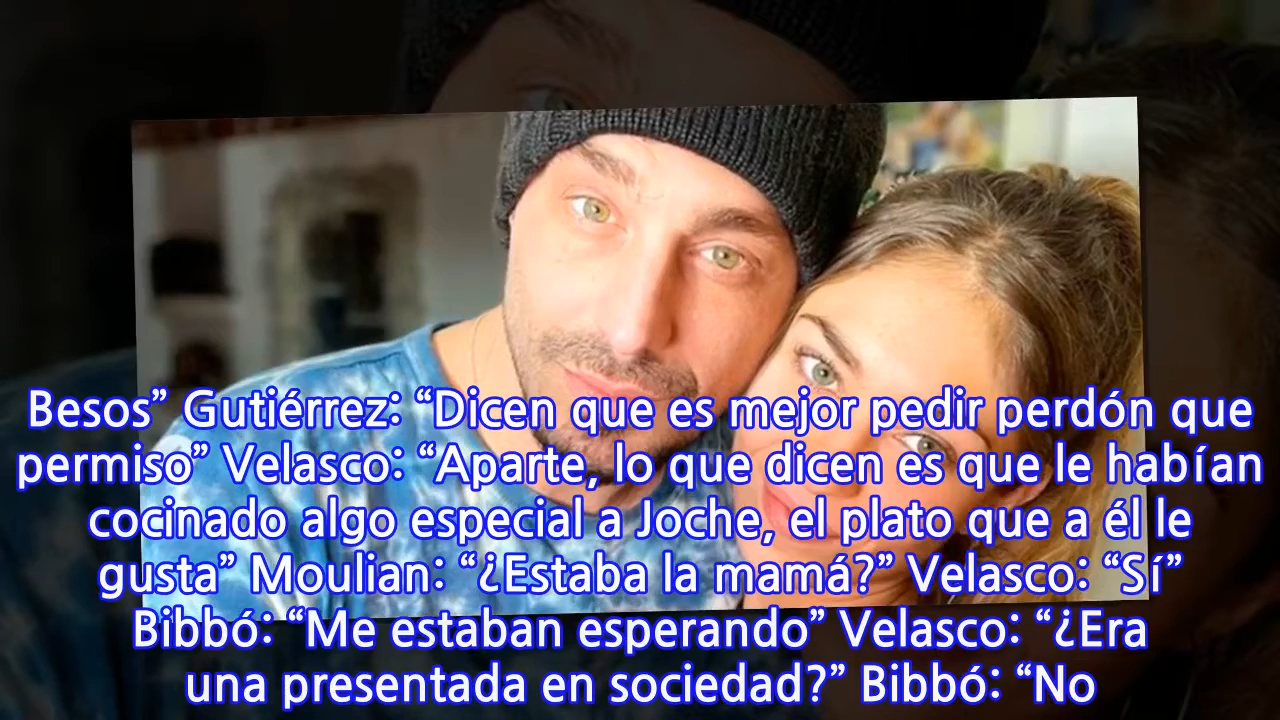 Besos” Gutiérrez: “Dicen que es mejor pedir perdón que
permiso” Velasco: “Aparte, lo que dicen es que le habían
cocinado algo especial a Joche, el plato que a él le
gusta” Moulian: “¿Estaba la mamá?” Velasco: “Sí”
Bibbó: “Me estaban esperando” Velasco: “¿Era
una presentada en sociedad?” Bibbó: “No